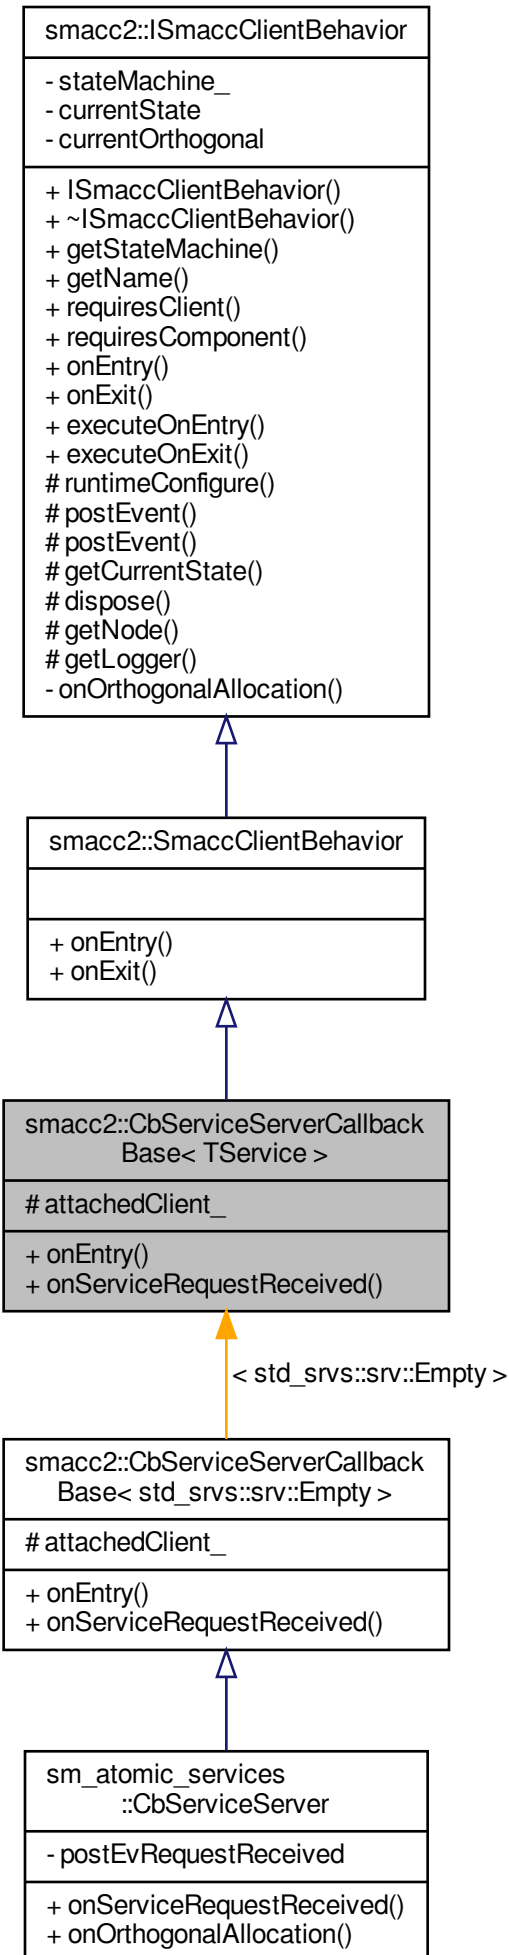 smacc2::ISmaccClientBehavior
- stateMachine_
- currentState
- currentOrthogonal
+ ISmaccClientBehavior()
+ ~ISmaccClientBehavior()
+ getStateMachine()
+ getName()
+ requiresClient()
+ requiresComponent()
+ onEntry()
+ onExit()
+ executeOnEntry()
+ executeOnExit()
# runtimeConfigure()
# postEvent()
# postEvent()
# getCurrentState()
# dispose()
# getNode()
# getLogger()
- onOrthogonalAllocation()
smacc2::SmaccClientBehavior
+ onEntry()
+ onExit()
smacc2::CbServiceServerCallback
Base< TService >
# attachedClient_
+ onEntry()
+ onServiceRequestReceived()
< std_srvs::srv::Empty >
smacc2::CbServiceServerCallback
Base< std_srvs::srv::Empty >
# attachedClient_
+ onEntry()
+ onServiceRequestReceived()
sm_atomic_services
::CbServiceServer
- postEvRequestReceived
+ onServiceRequestReceived()
+ onOrthogonalAllocation()